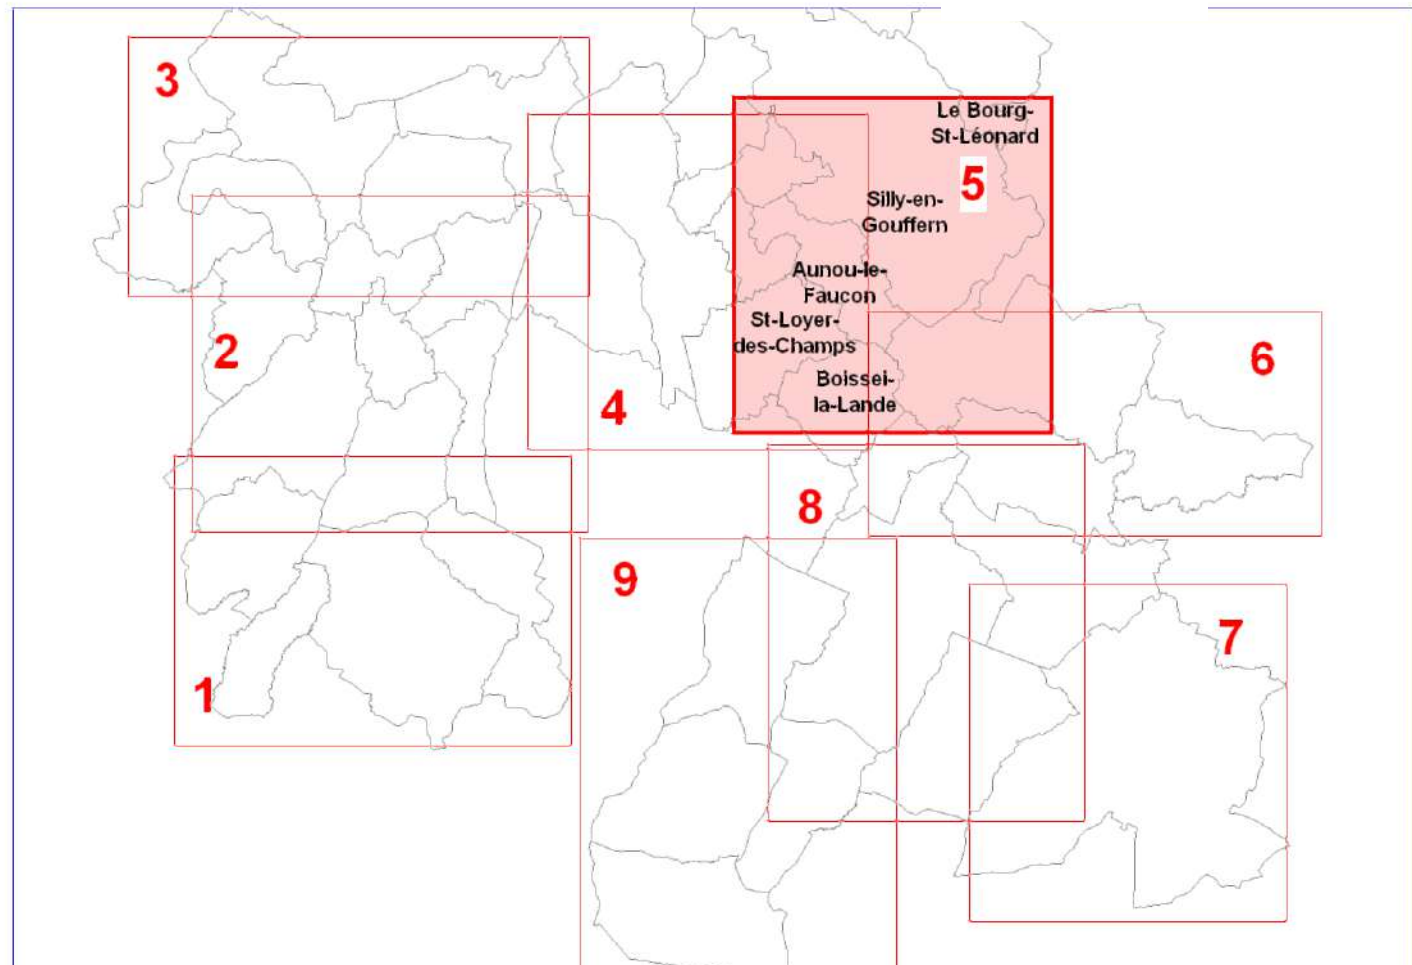 3
Le Bourg-
St-Léonard
5
Silly-en-
Gouffern
Aunou-le-
Faucon
St-Loyer-
des-Champs
2
6
Boissei-
la-Lande
4
8
9
7
1